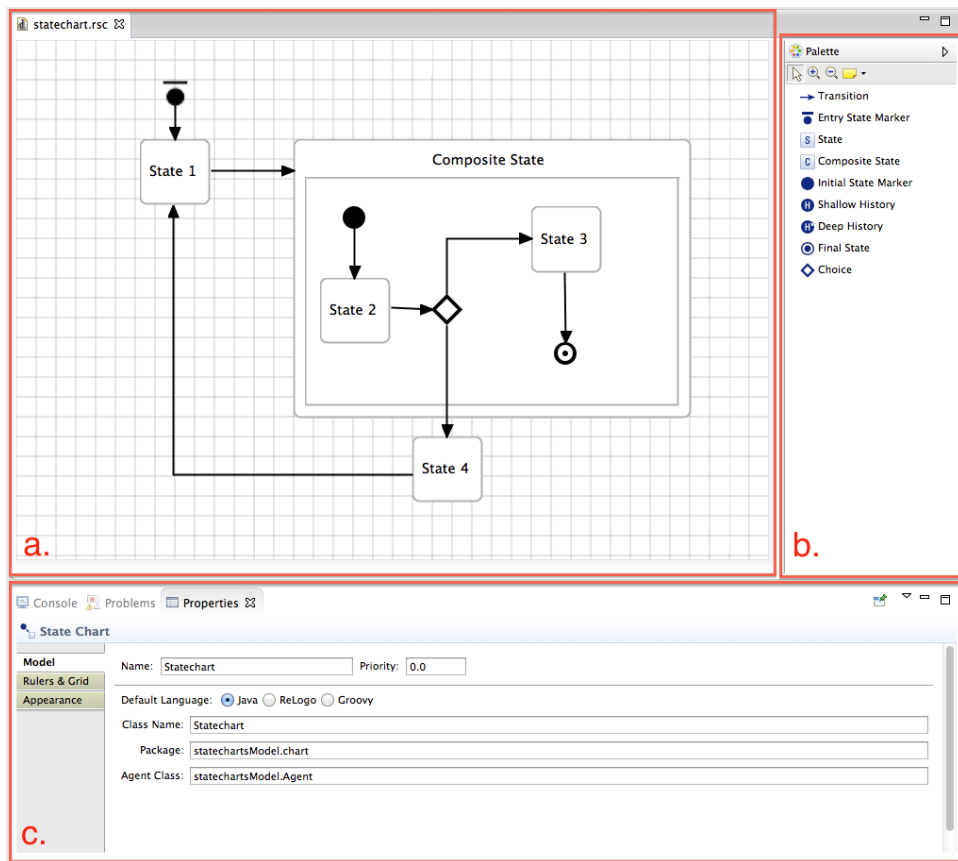 statechart.rsc
Palette
Transition
Entry State Marker
S State
C Composite State
Initial State Marker
H Shallow History
H* Deep History
Final State
Choice
Composite State
State 1
State 3
State 2
State 4
a.
b.
Console Problems Properties
State Chart
Model
Rulers & Grid
Appearance
Name: Statechart Priority: 0.0
Default Language: Java ReLogo Groovy
Class Name: Statechart
Package: statechartsModel.chart
Agent Class: statechartsModel.Agent
c.